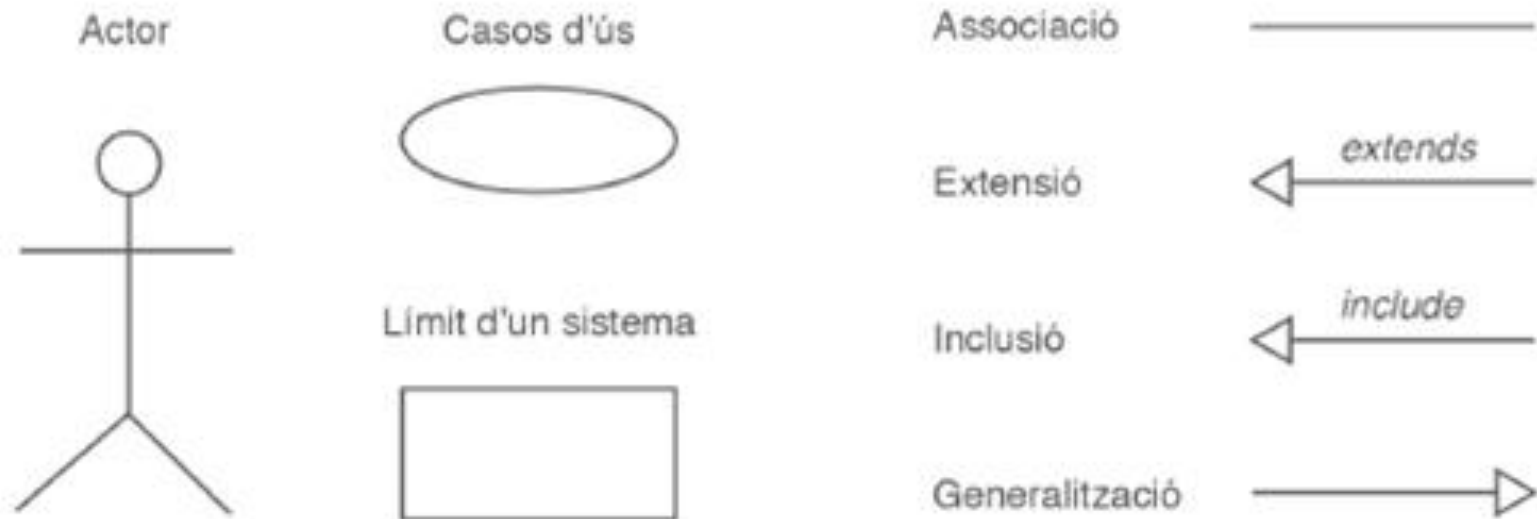 Actor
Casos d'ús
Límit d'un sistema
Associació
Extensió
extends
Inclusió
include
Generalització